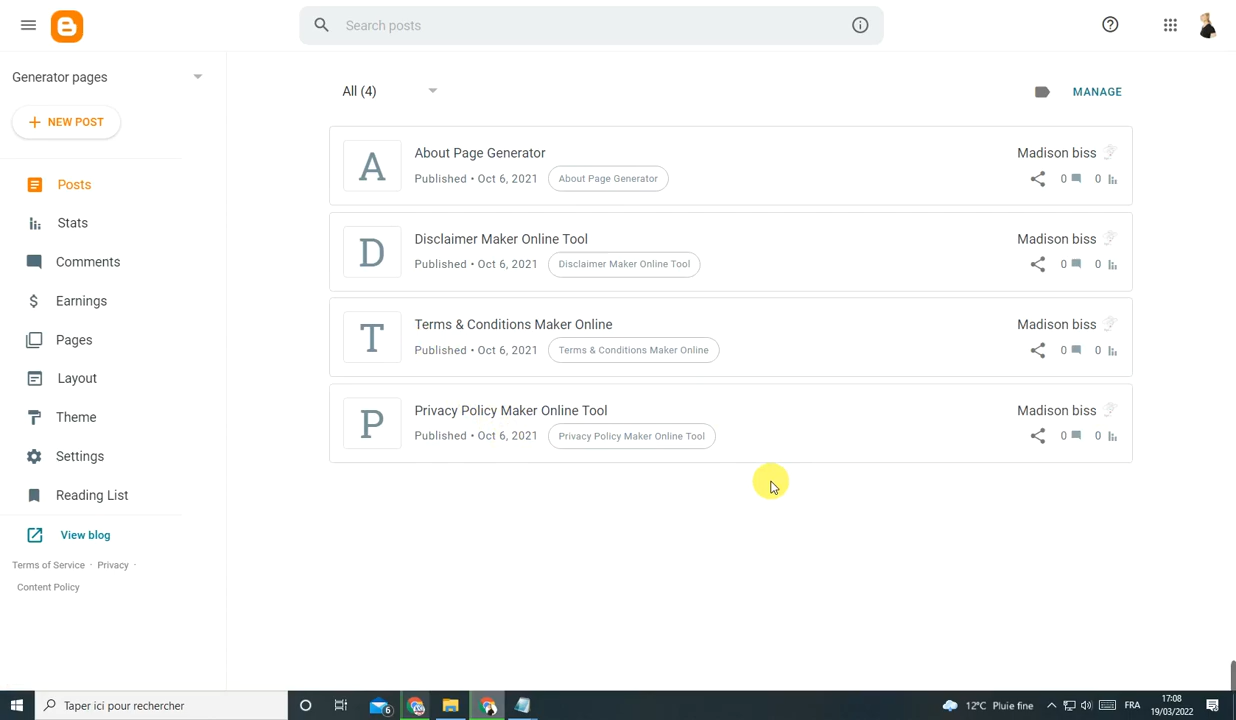 Search posts
Generator pages
NEW POST
Posts
Stats
Comments
Earnings
Pages
Layout
Theme
Settings
Reading List
View blog
Terms of Service · Privacy ·
Content Policy
All (4)
MANAGE
A
About Page Generator
Madison biss
Published • Oct 6, 2021
About Page Generator
0
0
D
Disclaimer Maker Online Tool
Madison biss
Published • Oct 6, 2021
Disclaimer Maker Online Tool
0
0
T
Terms & Conditions Maker Online
Madison biss
Published • Oct 6, 2021
Terms & Conditions Maker Online
0
0
P
Privacy Policy Maker Online Tool
Madison biss
Published • Oct 6, 2021
Privacy Policy Maker Online Tool
0
0
Taper ici pour rechercher
6
12°C Pluie fine
FRA
17:08
19/03/2022